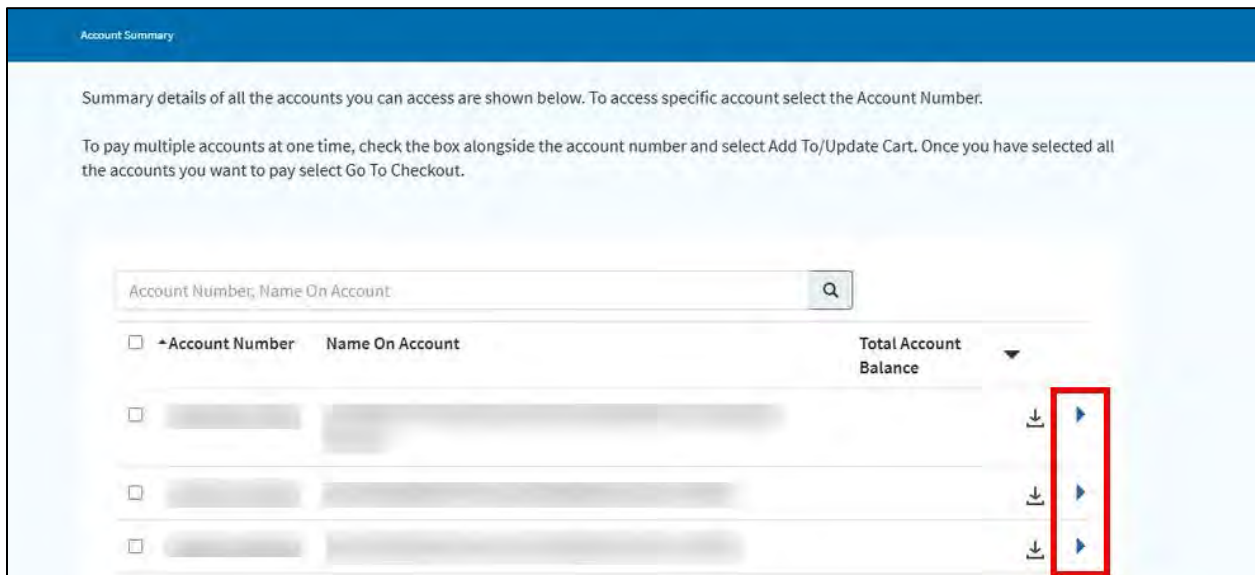 Account Summary
Summary details of all the accounts you can access are shown below. To access specific account select the Account Number.
To pay multiple accounts at one time, check the box alongside the account number and select Add To/Update Cart. Once you have selected all
the accounts you want to pay select Go To Checkout.
Account Number, Name On Account
Account Number Name On Account Total Account
Balance